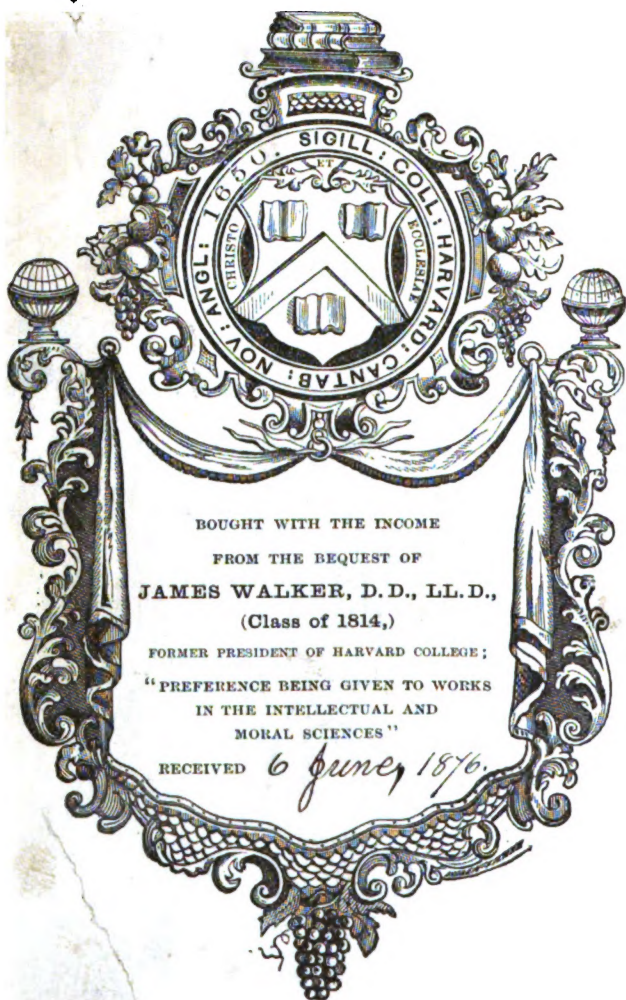 SIGILL: COLL: HARVARD: CANTAB: NOV: ANGL: 1650.
ET
CHRISTO
ECCLESIAE
BOUGHT WITH THE INCOME
FROM THE BEQUEST OF
JAMES WALKER, D.D., LL.D.,
(Class of 1814,)
FORMER PRESIDENT OF HARVARD COLLEGE;
"PREFERENCE BEING GIVEN TO WORKS
IN THE INTELLECTUAL AND
MORAL SCIENCES"
RECEIVED 6 June, 1876.